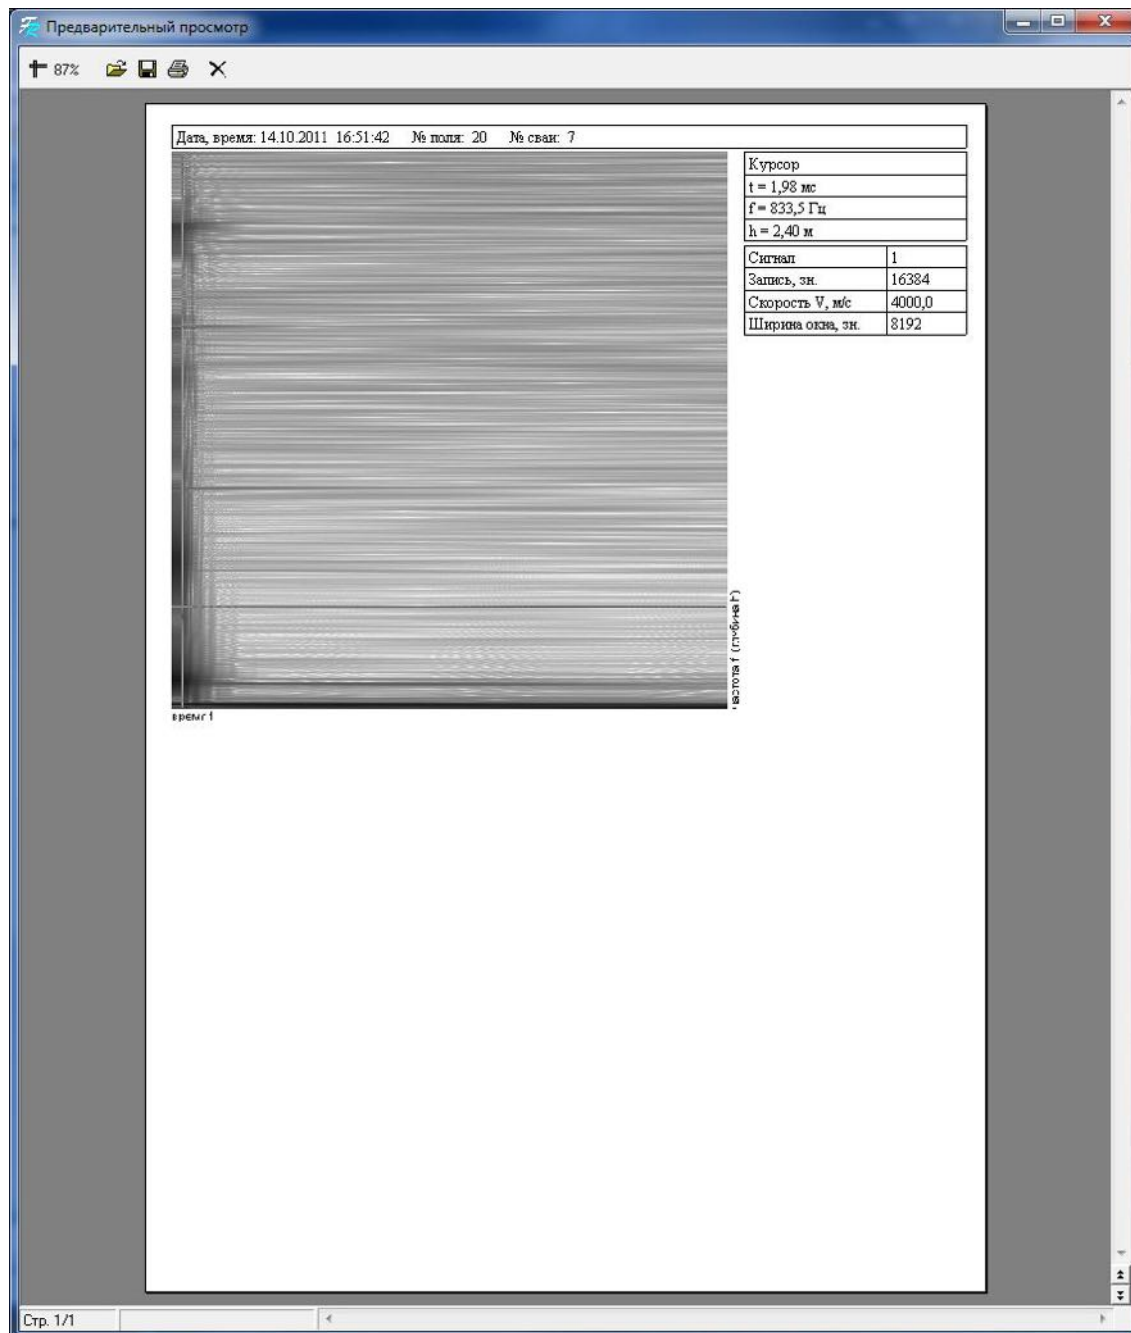 Предварительный просмотр
87%
Дата, время: 14.10.2011 16:51:42 № поля: 20 № сваи: 7
Курсор
t = 1,98 мс
f = 833,5 Гц
h = 2,40 м
Сигнал 1
Запись, зн. 16384
Скорость V, м/с 4000,0
Ширина окна, зн. 8192
частота f (глубина h)
время t
Стр. 1/1